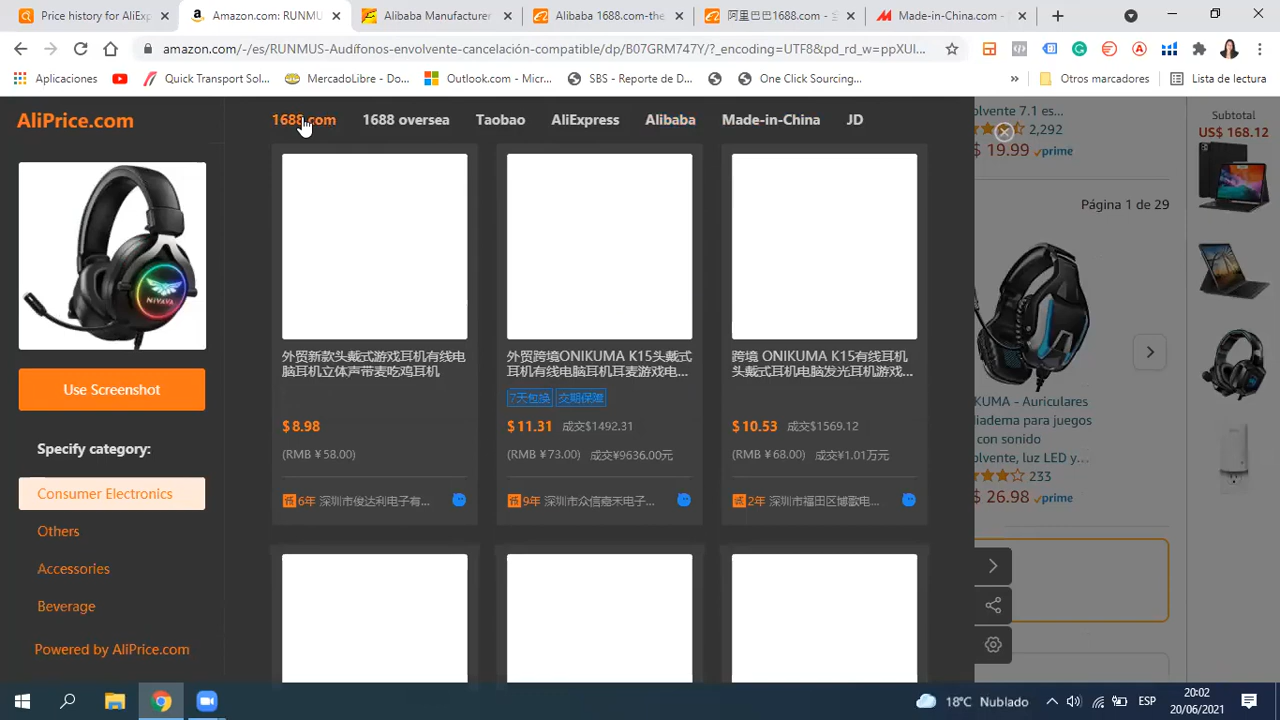 Price history for AliExp
Amazon.com: RUNMU
Alibaba Manufacturer
Alibaba 1688.com-the
阿里巴巴1688.com -
Made-in-China.com -
amazon.com/-/es/RUNMUS-Audífonos-envolvente-cancelación-compatible/dp/B07GRM747Y/?_encoding=UTF8&pd_rd_w=ppXUI...
Aplicaciones
Quick Transport Sol...
MercadoLibre - Do...
Outlook.com - Micr...
SBS - Reporte de D...
One Click Sourcing...
»
Otros marcadores
Lista de lectura
AliPrice.com
1688.com
1688 oversea
Taobao
AliExpress
Alibaba
Made-in-China
JD
NIVAVA
Use Screenshot
Specify category:
Consumer Electronics
Others
Accessories
Beverage
Powered by AliPrice.com
外贸新款头戴式游戏耳机有线电
脑耳机立体声带麦吃鸡耳机
$ 8.98
(RMB ¥ 58.00)
6年 深圳市俊达利电子有...
外贸跨境ONIKUMA K15头戴式
耳机有线电脑耳机耳麦游戏电...
7天包换 交期保障
$ 11.31 成交$1492.31
(RMB ¥ 73.00) 成交¥9636.00元
9年 深圳市众信嘉禾电子...
跨境 ONIKUMA K15有线耳机
头戴式耳机电脑发光耳机游戏...
$ 10.53 成交$1569.12
(RMB ¥ 68.00) 成交¥1.01万元
2年 深圳市福田区博歌电...
olvente 7.1 es...
2,292
$ 19.99 prime
Página 1 de 29
KUMA - Auriculares
diadema para juegos
con sonido
olvente, luz LED y...
233
$ 26.98 prime
Subtotal
US$ 168.12
18°C Nublado
ESP
20:02
20/06/2021